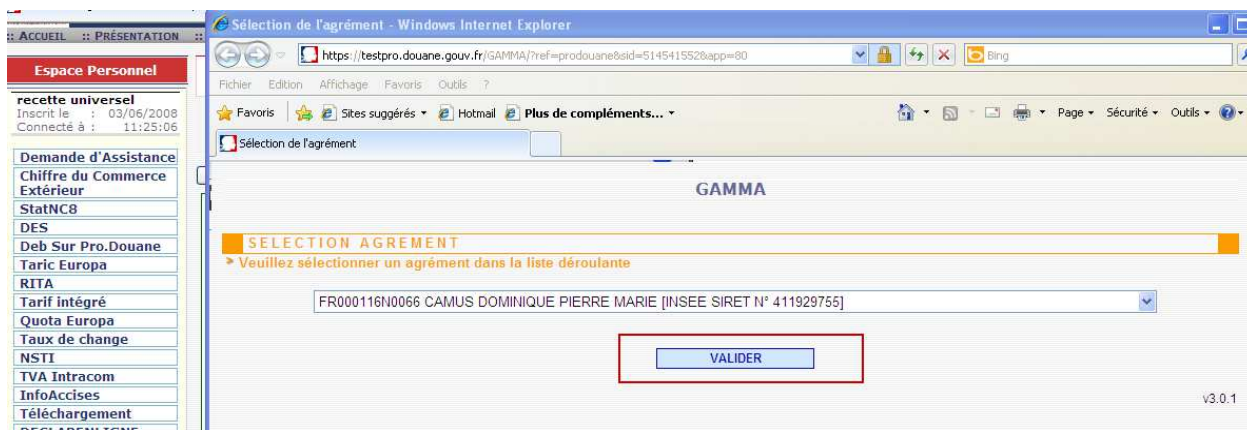 :: ACCUEIL :: PRÉSENTATION ::
Espace Personnel
recette universel
Inscrit le : 03/06/2008
Connecté à : 11:25:06
Demande d'Assistance
Chiffre du Commerce
Extérieur
StatNC8
DES
Deb Sur Pro.Douane
Taric Europa
RITA
Tarif intégré
Quota Europa
Taux de change
NSTI
TVA Intracom
InfoAccises
Téléchargement
Sélection de l'agrément - Windows Internet Explorer
https://testpro.douane.gouv.fr/GAMMA/?ref=prodouane&sid=514541552&app=80
Bing
Fichier Edition Affichage Favoris Outils ?
Favoris Sites suggérés Hotmail Plus de compléments... Page Sécurité Outils
Sélection de l'agrément
GAMMA
SELECTION AGREMENT
Veuillez sélectionner un agrément dans la liste déroulante
FR000116N0066 CAMUS DOMINIQUE PIERRE MARIE [INSEE SIRET N° 411929755]
VALIDER
v3.0.1